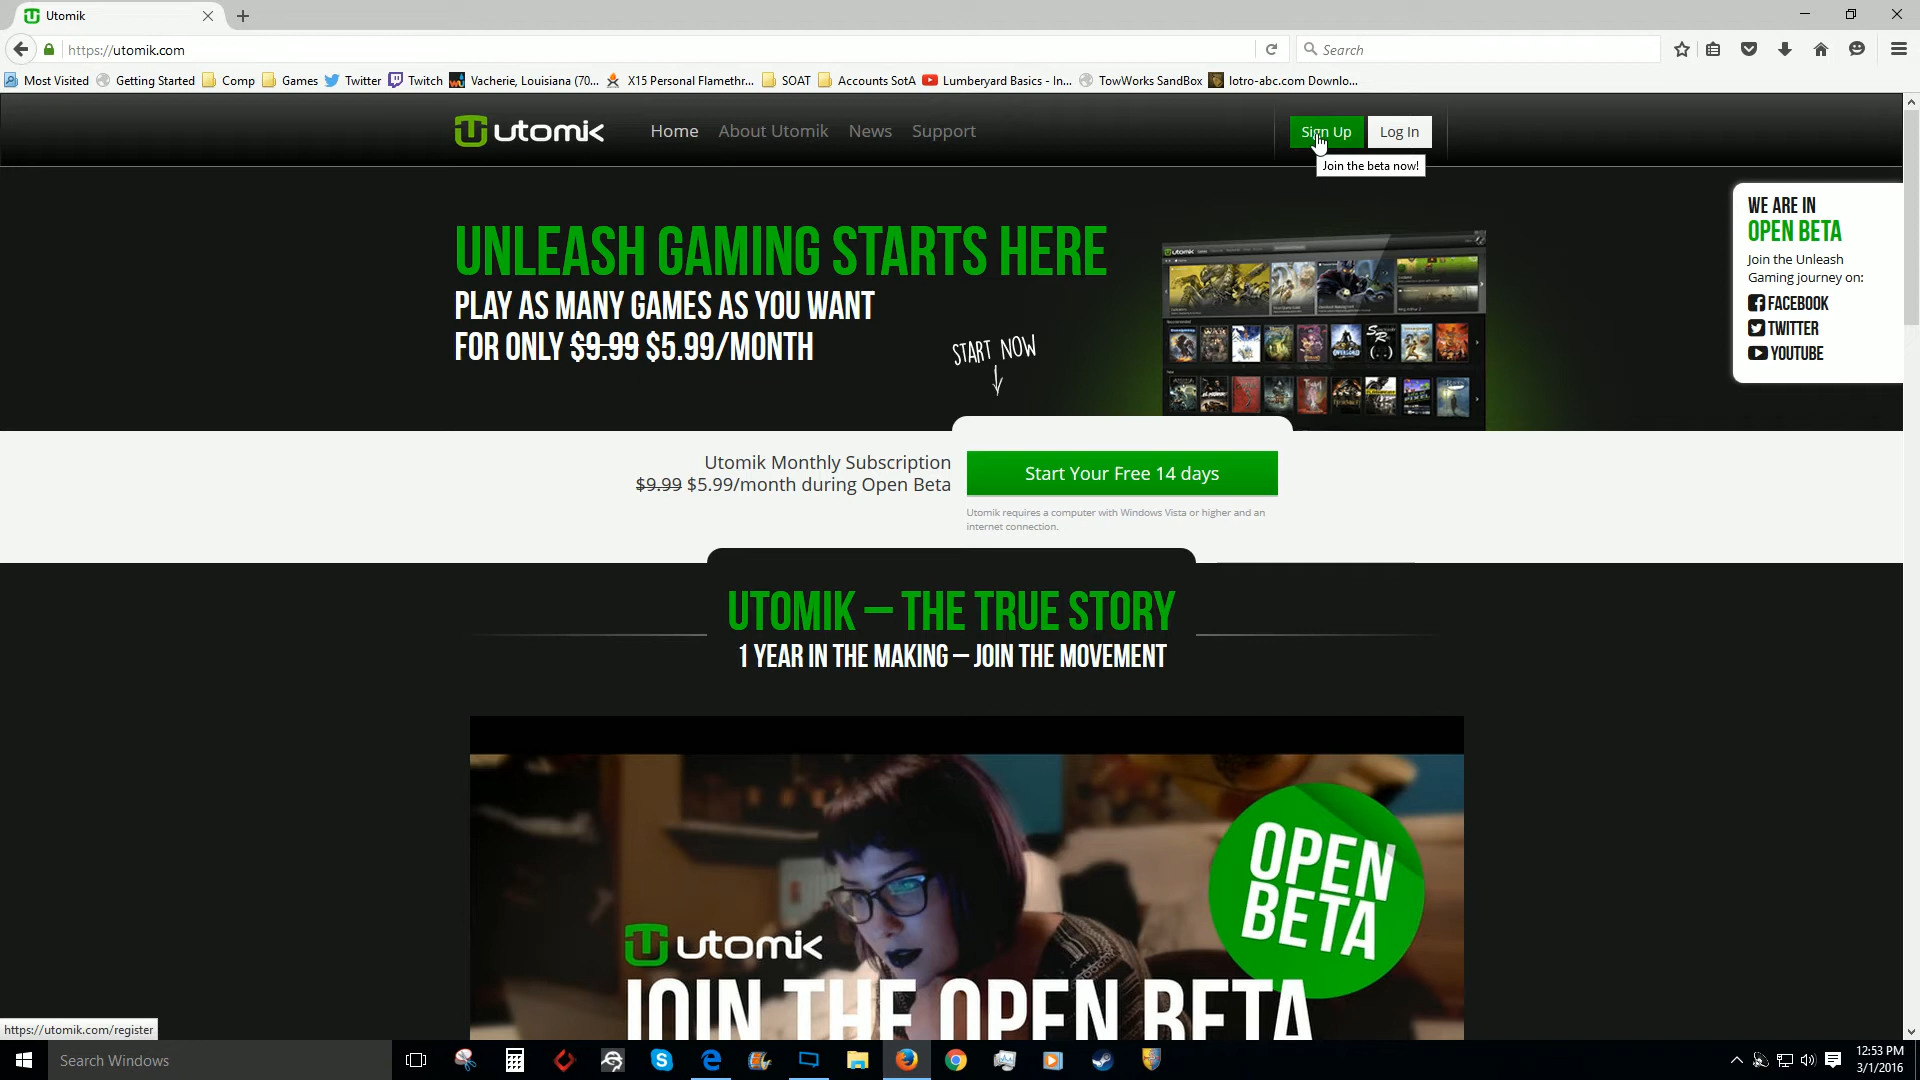 Utomik
https://utomik.com
Search
Most Visited
Getting Started
Comp
Games
Twitter
Twitch
Vacherie, Louisiana (70...
X15 Personal Flamethr...
SOAT
Accounts SotA
Lumberyard Basics - In...
TowWorks SandBox
lotro-abc.com Downlo...
utomik
Home
About Utomik
News
Support
Sign Up
Log In
Join the beta now!
UNLEASH GAMING STARTS HERE
PLAY AS MANY GAMES AS YOU WANT
FOR ONLY $9.99 $5.99/MONTH
START NOW
WE ARE IN
OPEN BETA
Join the Unleash
Gaming journey on:
FACEBOOK
TWITTER
YOUTUBE
Utomik Monthly Subscription
$9.99 $5.99/month during Open Beta
Start Your Free 14 days
Utomik requires a computer with Windows Vista or higher and an
internet connection.
UTOMIK – THE TRUE STORY
1 YEAR IN THE MAKING – JOIN THE MOVEMENT
OPEN
BETA
utomik
JOIN THE OPEN BETA
https://utomik.com/register
Search Windows
12:53 PM
3/1/2016